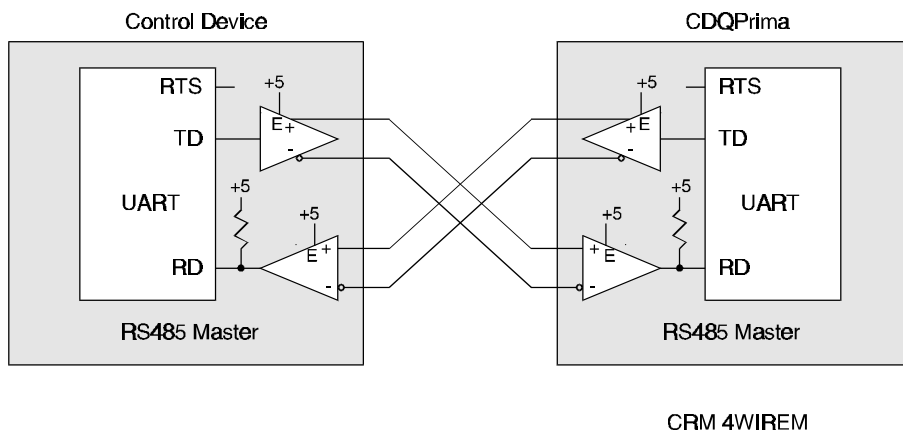 Control Device
CDQPrima
RTS
+5
E
+
-
TD
UART
+5
+5
E
+
-
RD
RS485 Master
+5
+
E
-
RTS
TD
UART
+5
+5
+
E
-
RD
RS485 Master
CRM 4WIREM